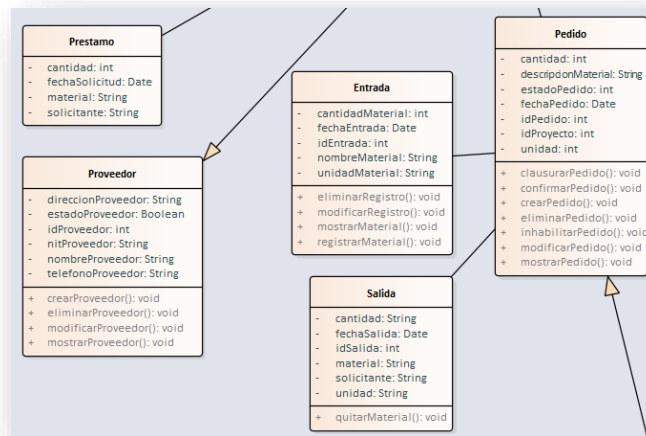 Prestamo
- cantidad: int
- fechaSolicitud: Date
- material: String
- solicitante: String
Proveedor
- direccionProveedor: String
- estadoProveedor: Boolean
- idProveedor: int
- nitProveedor: String
- nombreProveedor: String
- telefonoProveedor: String
+ crearProveedor(): void
+ eliminarProveedor(): void
+ modificarProveedor(): void
+ mostrarProveedor(): void
Entrada
- cantidadMaterial: int
- fechaEntrada: Date
- idEntrada: int
- nombreMaterial: String
- unidadMaterial: String
+ eliminarRegistro(): void
+ modificarRegistro(): void
+ mostrarMaterial(): void
+ registrarMaterial(): void
Salida
- cantidad: String
- fechaSalida: Date
- idSalida: int
- material: String
- solicitante: String
- unidad: String
+ quitarMaterial(): void
Pedido
- cantidad: int
- descripcionMaterial: String
- estadoPedido: int
- fechaPedido: Date
- idPedido: int
- idProyecto: int
- unidad: int
+ clausurarPedido(): void
+ confirmarPedido(): void
+ crearPedido(): void
+ eliminarPedido(): void
+ inhabilitarPedido(): void
+ modificarPedido(): void
+ mostrarPedido(): void